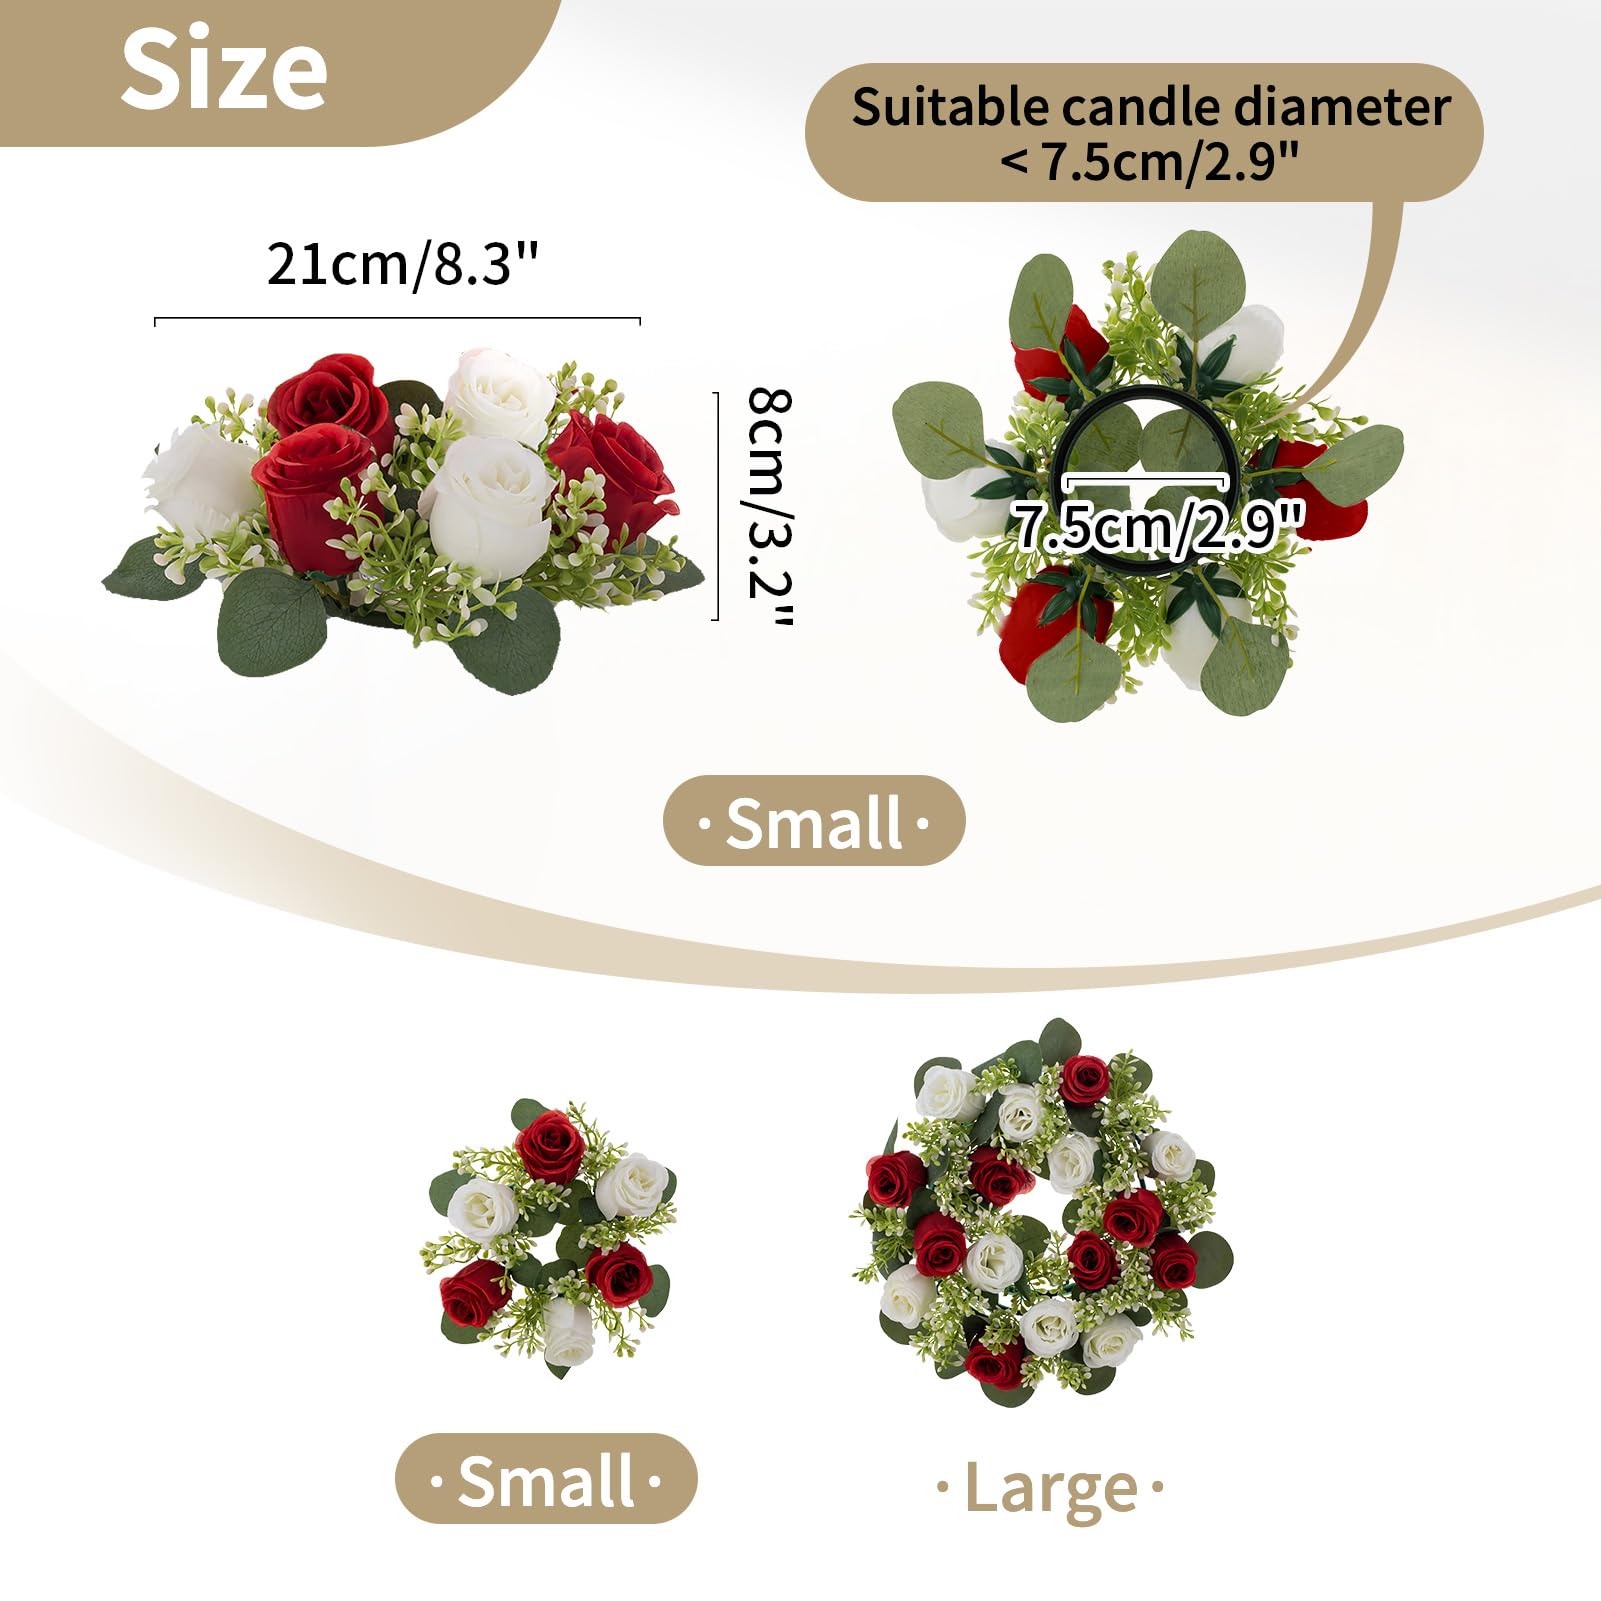 Size
Suitable candle diameter
< 7.5cm/2.9"
21cm/8.3"
8cm/3.2"
7.5cm/2.9"
· Small ·
· Small ·
· Large ·